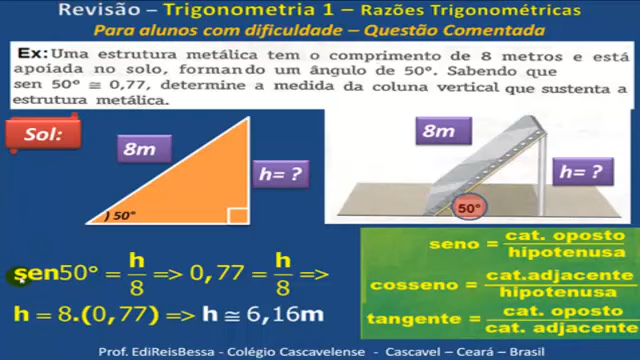 Revisão – Trigonometria 1 – Razões Trigonométricas
Para alunos com dificuldade – Questão Comentada
Ex: Uma estrutura metálica tem o comprimento de 8 metros e está
apoiada no solo, formando um ângulo de 50°. Sabendo que
sen 50° ≅ 0,77, determine a medida da coluna vertical que sustenta a
estrutura metálica.
Sol:
8m
h= ?
) 50°
8m
h= ?
50°
sen50° = h/8 => 0,77 = h/8 =>
h = 8.(0,77) => h ≅ 6,16m
seno = cat. oposto/hipotenusa
cosseno = cat.adjacente/hipotenusa
tangente = cat. oposto/cat. adjacente
Prof. EdiReisBessa - Colégio Cascavelense - Cascavel – Ceará – Brasil